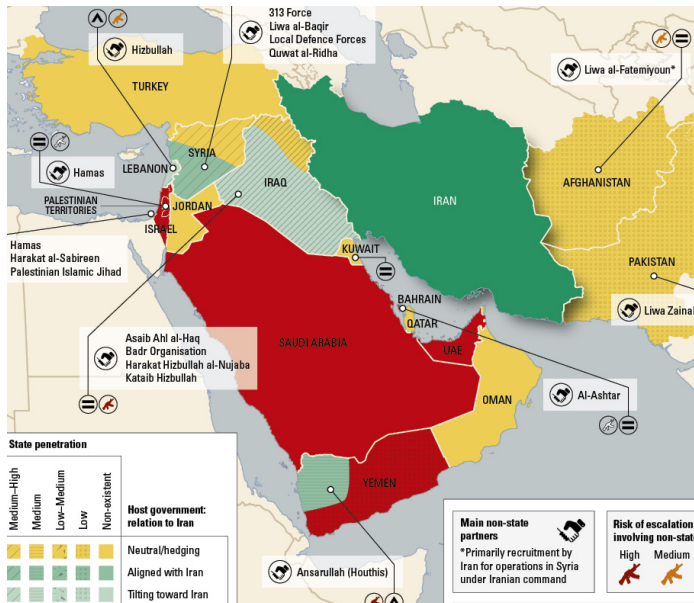 313 Force
Liwa al-Baqir
Local Defence Forces
Quwat al-Ridha
Hizbullah
Liwa al-Fatemiyoun*
TURKEY
Hamas
LEBANON
SYRIA
IRAQ
IRAN
AFGHANISTAN
PALESTINIAN
TERRITORIES
JORDAN
ISRAEL
Hamas
Harakat al-Sabireen
Palestinian Islamic Jihad
KUWAIT
PAKISTAN
Liwa Zainab
BAHRAIN
QATAR
SAUDI ARABIA
UAE
OMAN
Asaib Ahl al-Haq
Badr Organisation
Harakat Hizbullah al-Nujaba
Kataib Hizbullah
Al-Ashtar
YEMEN
Ansarullah (Houthis)
State penetration
Medium–High
Medium
Low–Medium
Low
Non-existent
Host government:
relation to Iran
Neutral/hedging
Aligned with Iran
Tilting toward Iran
Main non-state
partners
*Primarily recruitment by
Iran for operations in Syria
under Iranian command
Risk of escalation
involving non-stat
High
Medium